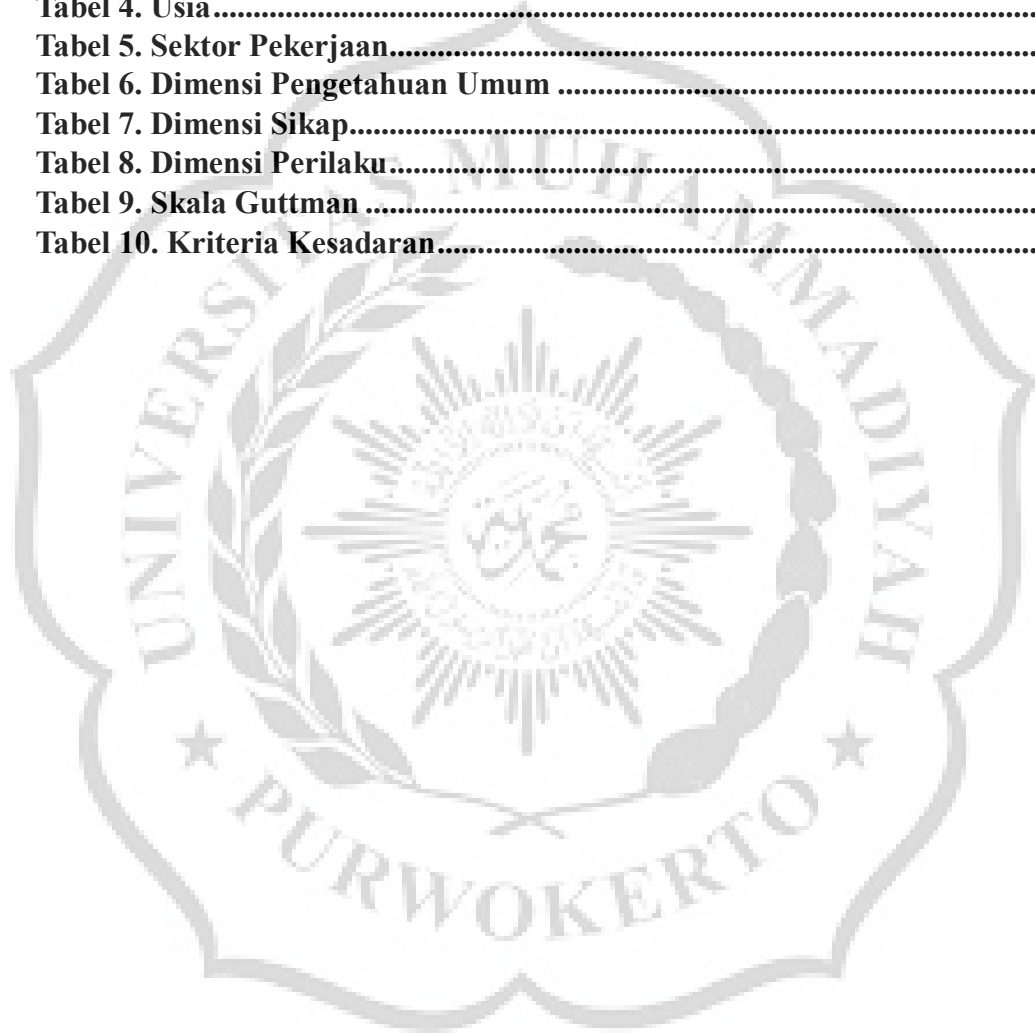 Tabel 4. Usia........................................................................................................
Tabel 5. Sektor Pekerjaan................................................................................
Tabel 6. Dimensi Pengetahuan Umum ...........................................................
Tabel 7. Dimensi Sikap.....................................................................................
Tabel 8. Dimensi Perilaku................................................................................
Tabel 9. Skala Guttman ...................................................................................
Tabel 10. Kriteria Kesadaran..........................................................................
UNIVERSITAS MUHAMMADIYAH
PURWOKERTO